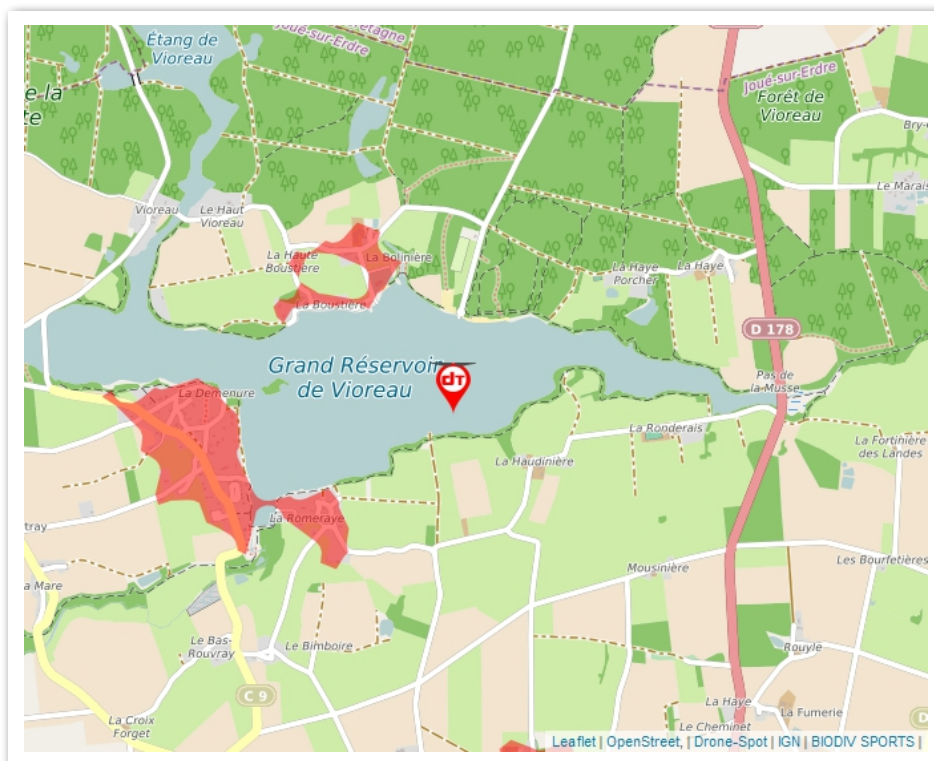 Étang de
Vioreau
Joué-sur-Erdre
Joué-sur-Erdre
Forêt de
Vioreau
e la
Le Marais
Vioreau
Le Haut
Vioreau
La Haute
Boustière
La Bolinière
La Haye
Porcher
La Haye
La Boustière
D 178
Grand Réservoir
de Vioreau
dT
Pas de
la Musse
La Demenure
La Ronderais
La Fortinière
des Landes
La Haudinière
La Romeraye
tray
Mousinière
Les Bourfetières
a Mare
Le Bas-
Rouvray
Le Bimboire
Rouyle
C 9
La Haye
La Croix
Forget
Le Cheminet
La Fumerie
D
Leaflet | OpenStreet, | Drone-Spot | IGN | BIODIV SPORTS |